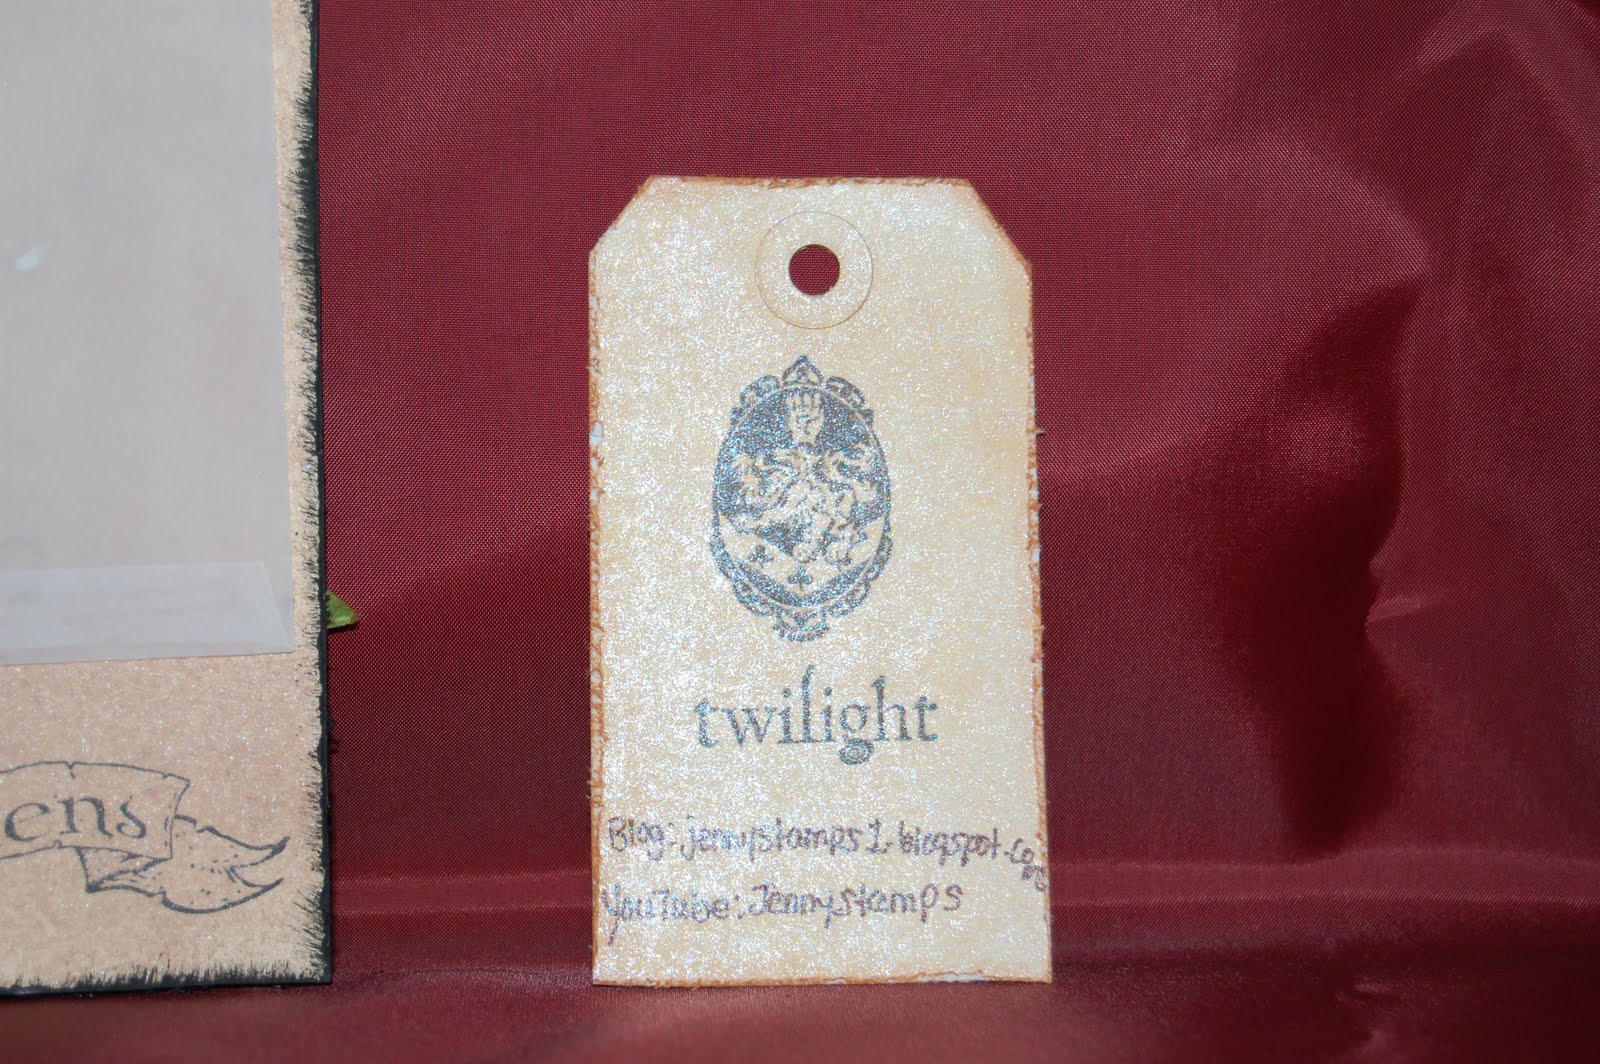 twilight
Blog: jennystamps1.blogspot.com
YouTube: Jennystamps
ens